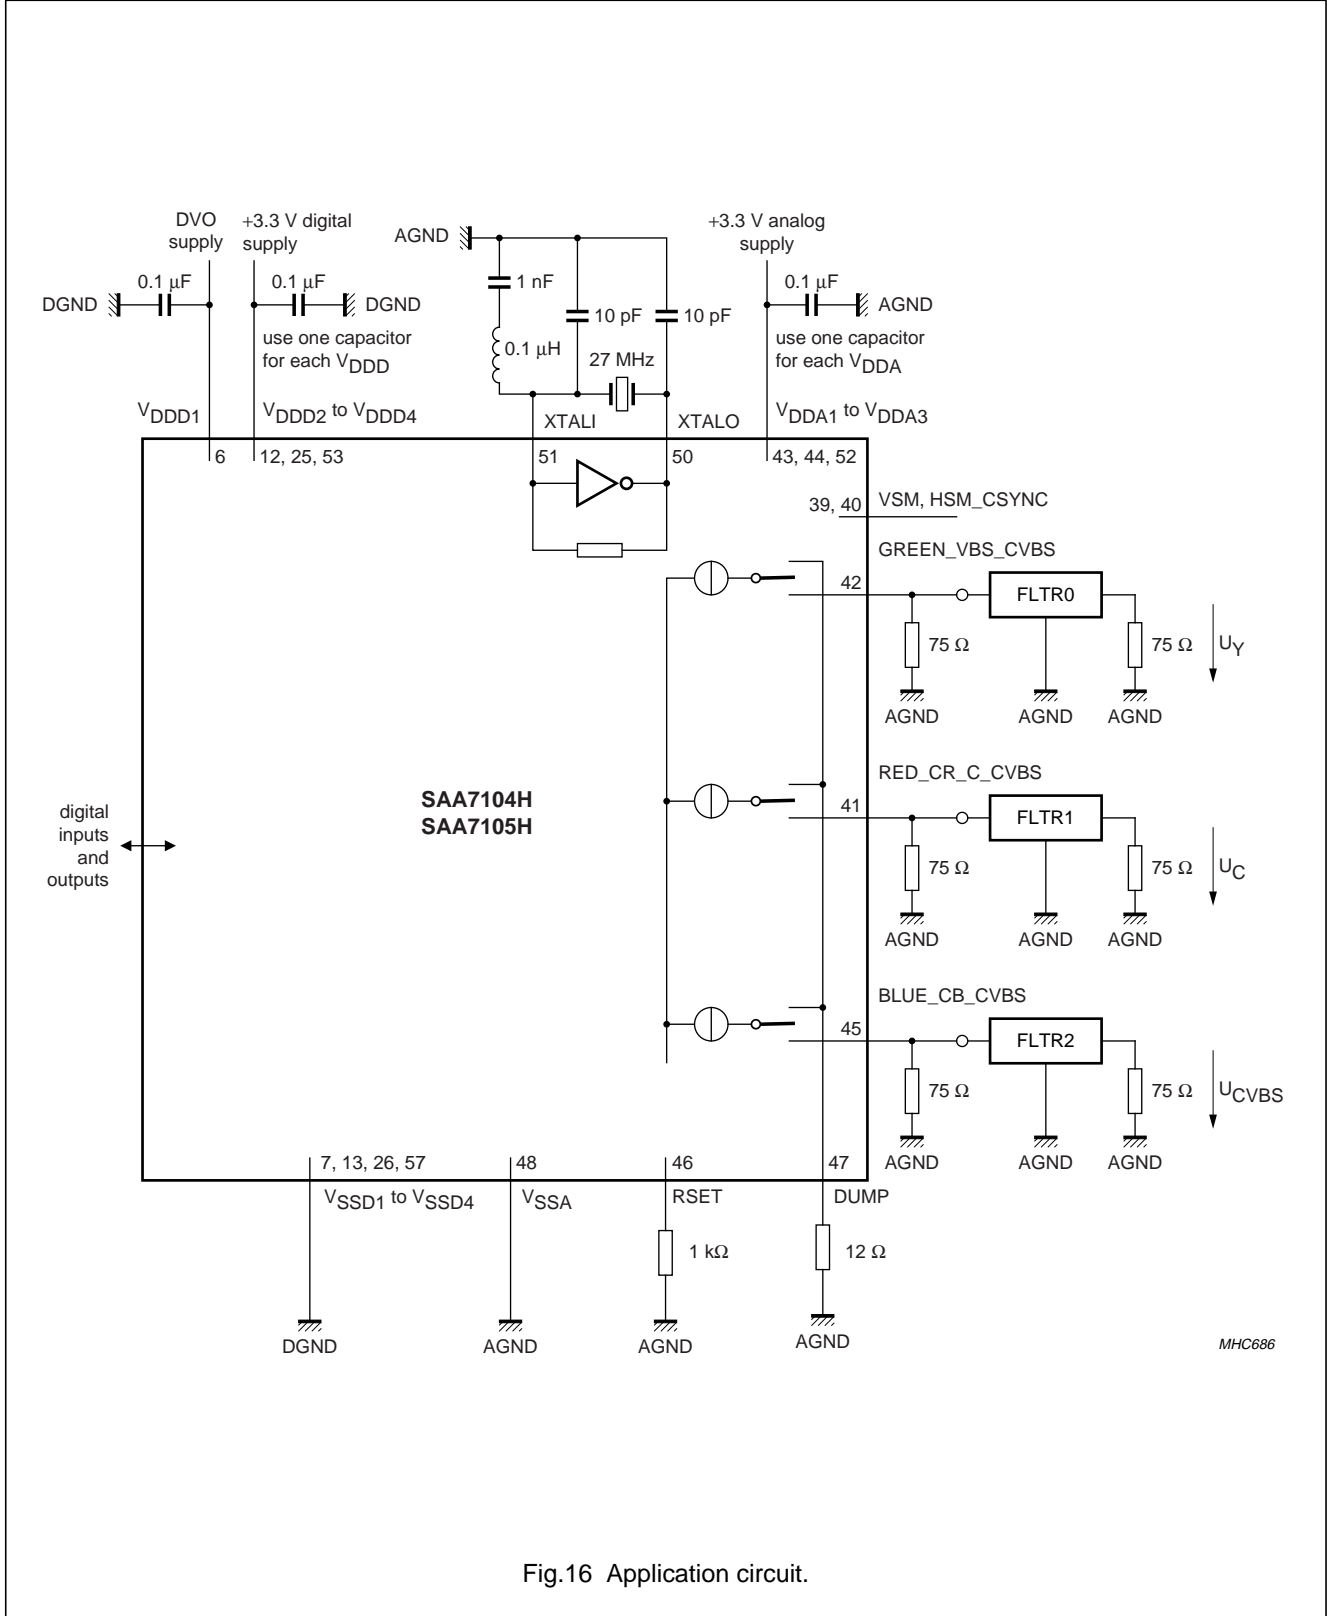 DVO
supply
+3.3 V digital
supply
AGND
+3.3 V analog
supply
0.1 μF
0.1 μF
1 nF
0.1 μF
DGND
DGND
10 pF
10 pF
AGND
use one capacitor
for each VDDD
0.1 μH
27 MHz
use one capacitor
for each VDDA
VDDD1
VDDD2 to VDDD4
XTALI
XTALO
VDDA1 to VDDA3
6
12, 25, 53
51
50
43, 44, 52
39, 40
VSM, HSM_CSYNC
GREEN_VBS_CVBS
42
FLTR0
75 Ω
75 Ω
UY
AGND
AGND
AGND
RED_CR_C_CVBS
41
FLTR1
75 Ω
75 Ω
UC
AGND
AGND
AGND
SAA7104H
SAA7105H
digital
inputs
and
outputs
BLUE_CB_CVBS
45
FLTR2
75 Ω
75 Ω
UCVBS
AGND
AGND
AGND
7, 13, 26, 57
48
46
47
VSSD1 to VSSD4
VSSA
RSET
DUMP
1 kΩ
12 Ω
DGND
AGND
AGND
AGND
MHC686
Fig.16 Application circuit.